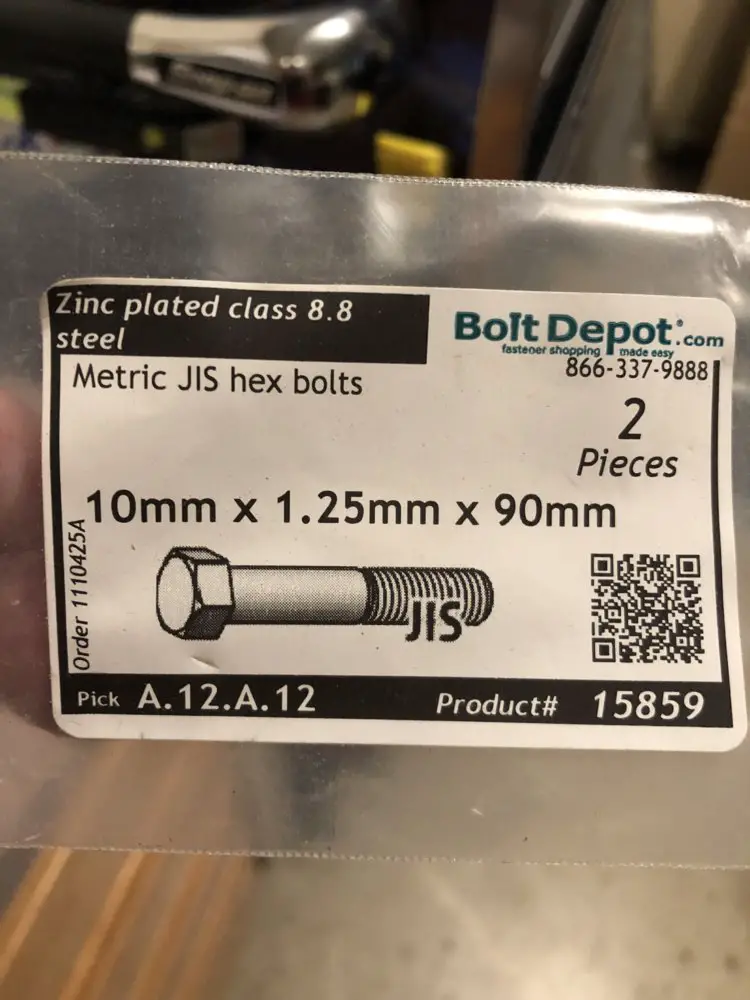 Zinc plated class 8.8
steel
Bolt Depot.com
fastener shopping made easy
866-337-9888
Metric JIS hex bolts
2
Pieces
10mm x 1.25mm x 90mm
Order 1110425A
JIS
Pick A.12.A.12
Product# 15859